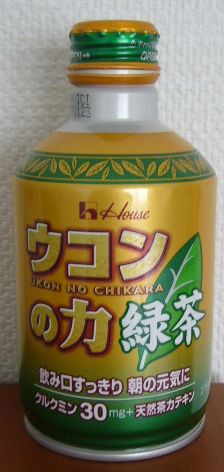 OPEN
House
ウコン
UKON NO CHIKARA
の力
緑茶
飲み口すっきり 朝の元気に
クルクミン30mg+天然茶カテキン